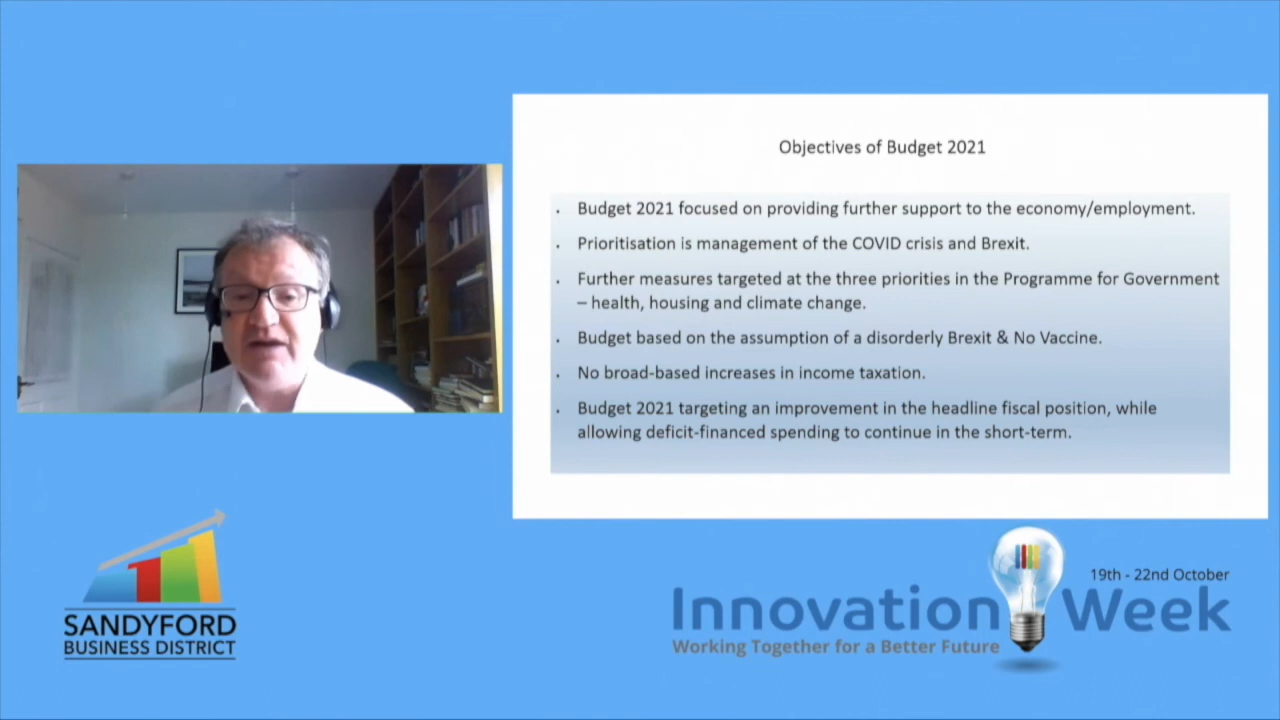 Objectives of Budget 2021
. Budget 2021 focused on providing further support to the economy/employment.
. Prioritisation is management of the COVID crisis and Brexit.
. Further measures targeted at the three priorities in the Programme for Government
– health, housing and climate change.
. Budget based on the assumption of a disorderly Brexit & No Vaccine.
. No broad-based increases in income taxation.
. Budget 2021 targeting an improvement in the headline fiscal position, while
allowing deficit-financed spending to continue in the short-term.
SANDYFORD
BUSINESS DISTRICT
19th - 22nd October
Innovation Week
Working Together for a Better Future